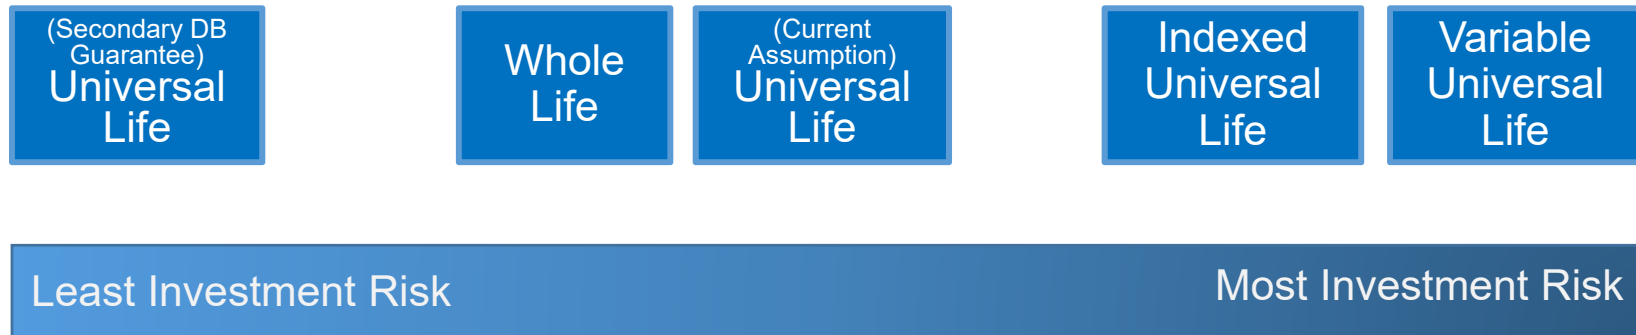 (Secondary DB
Guarantee)
Universal
Life
Whole
Life
(Current
Assumption)
Universal
Life
Indexed
Universal
Life
Variable
Universal
Life
Least Investment Risk
Most Investment Risk